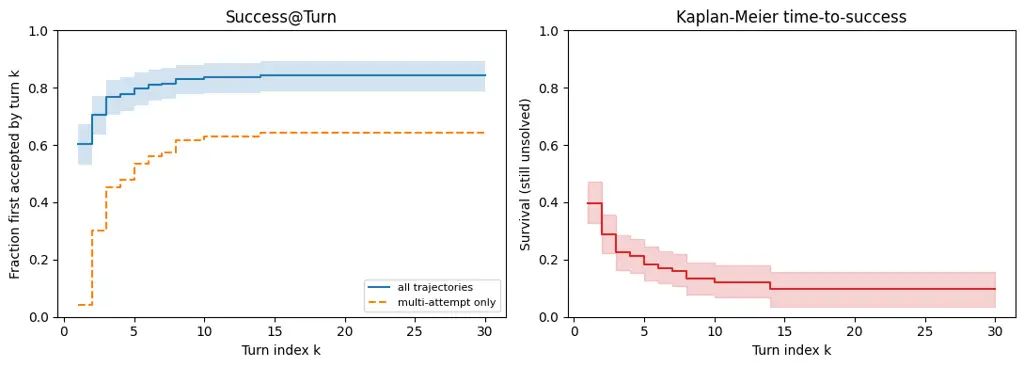 Success@Turn
Fraction first accepted by turn k
1.0
0.8
0.6
0.4
0.2
0.0
0 5 10 15 20 25 30
Turn index k
all trajectories
multi-attempt only
Kaplan-Meier time-to-success
Survival (still unsolved)
1.0
0.8
0.6
0.4
0.2
0.0
0 5 10 15 20 25 30
Turn index k